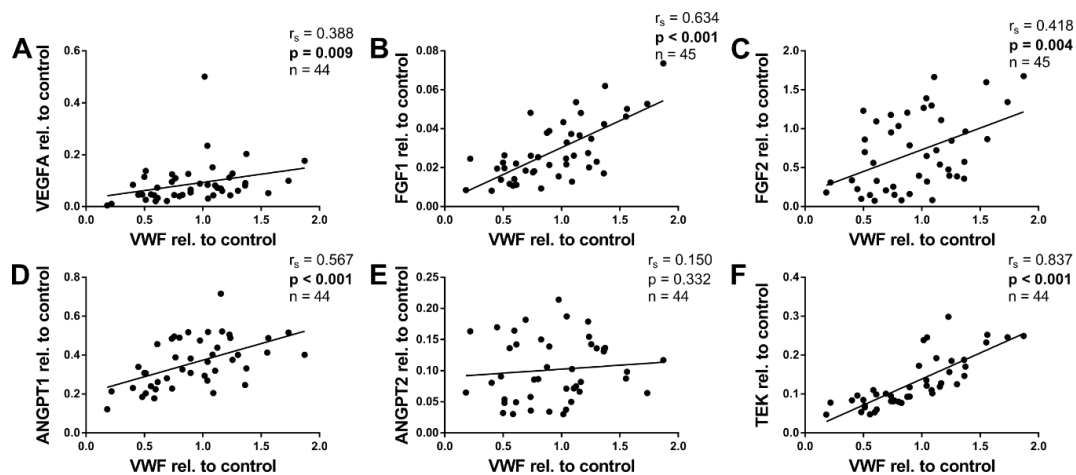 A
r_s = 0.388
p = 0.009
n = 44
VEGFA rel. to control
0.6
0.4
0.2
0.0
0.0 0.5 1.0 1.5 2.0
VWF rel. to control
B
r_s = 0.634
p < 0.001
n = 45
FGF1 rel. to control
0.08
0.06
0.04
0.02
0.00
0.0 0.5 1.0 1.5 2.0
VWF rel. to control
C
r_s = 0.418
p = 0.004
n = 45
FGF2 rel. to control
2.0
1.5
1.0
0.5
0.0
0.0 0.5 1.0 1.5 2.0
VWF rel. to control
D
r_s = 0.567
p < 0.001
n = 44
ANGPT1 rel. to control
0.8
0.6
0.4
0.2
0.0
0.0 0.5 1.0 1.5 2.0
VWF rel. to control
E
r_s = 0.150
p = 0.332
n = 44
ANGPT2 rel. to control
0.25
0.20
0.15
0.10
0.05
0.00
0.0 0.5 1.0 1.5 2.0
VWF rel. to control
F
r_s = 0.837
p < 0.001
n = 44
TEK rel. to control
0.4
0.3
0.2
0.1
0.0
0.0 0.5 1.0 1.5 2.0
VWF rel. to control